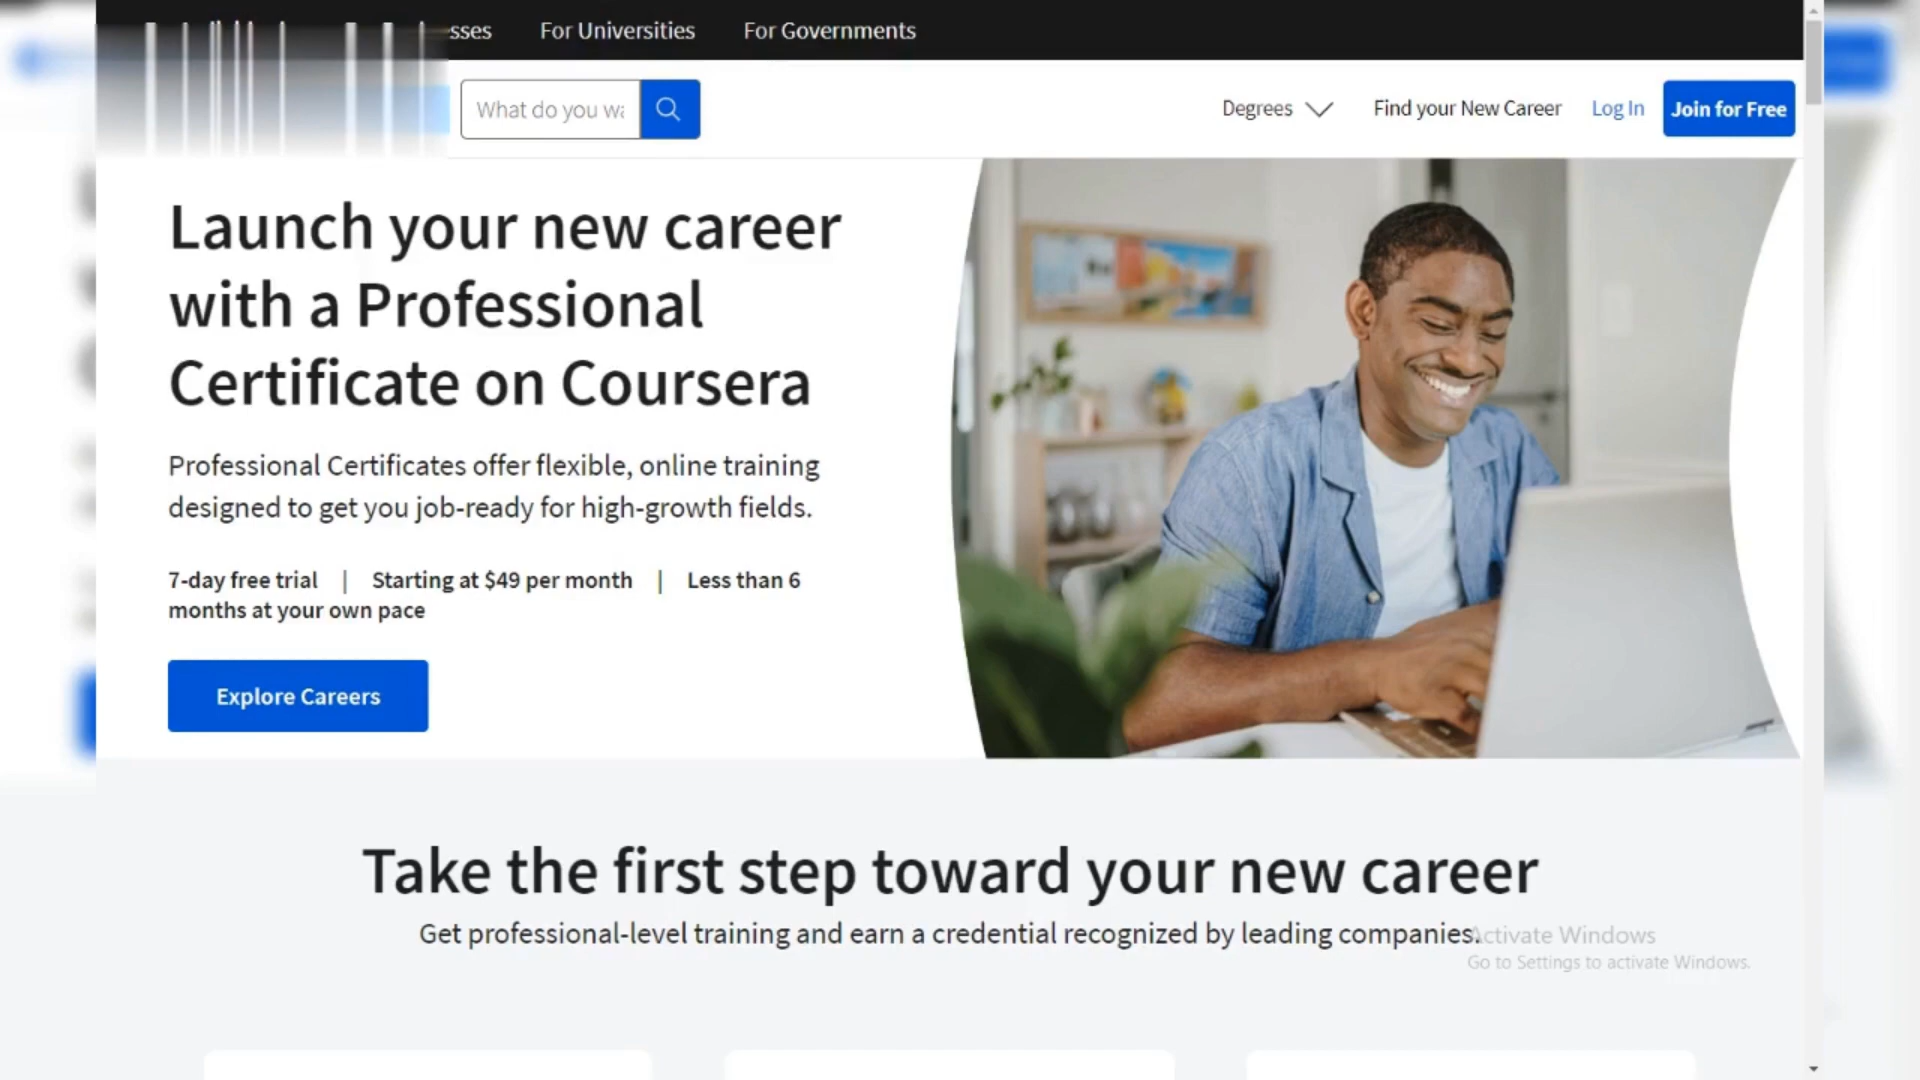 For Universities
For Governments
What do you
Degrees
Find your New Career
Log In
Join for Free
Launch your new career
with a Professional
Certificate on Coursera
Professional Certificates offer flexible, online training
designed to get you job-ready for high-growth fields.
7-day free trial | Starting at $49 per month | Less than 6
months at your own pace
Explore Careers
Take the first step toward your new career
Get professional-level training and earn a credential recognized by leading companies.
Activate Windows
Go to Settings to activate Windows.